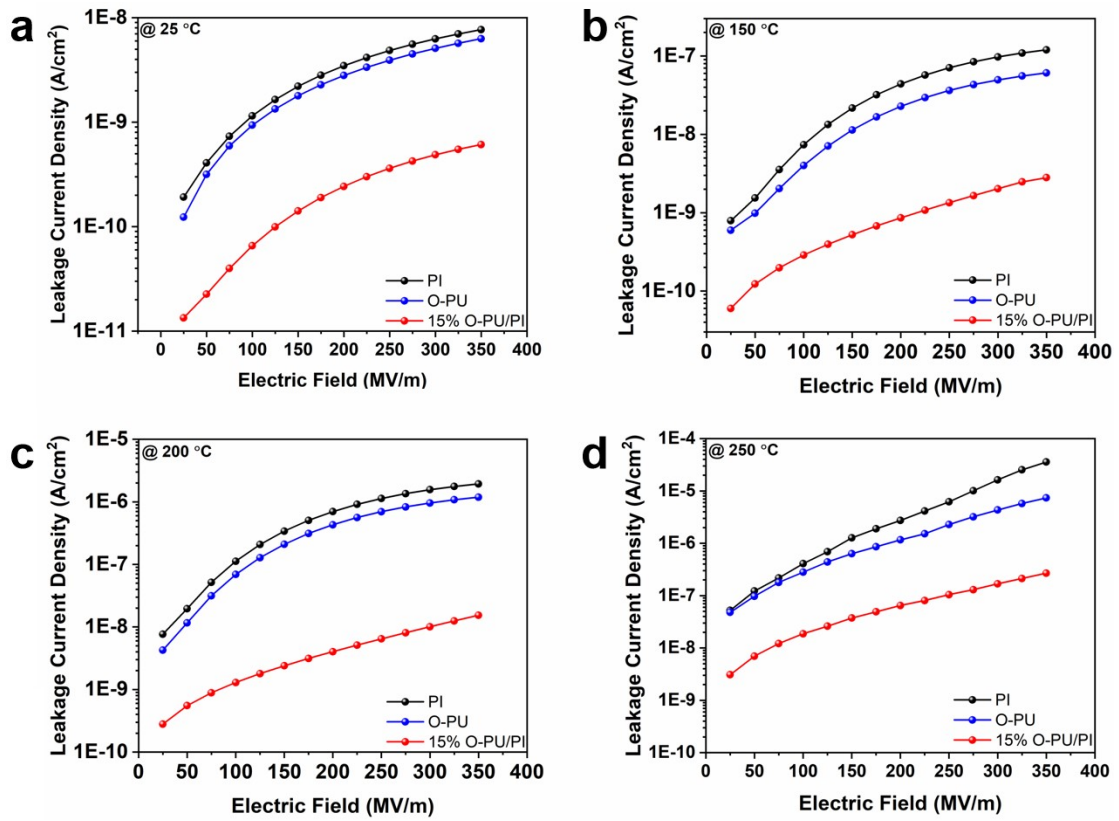 a
@ 25 °C
Leakage Current Density (A/cm²)
1E-8
1E-9
1E-10
1E-11
PI
O-PU
15% O-PU/PI
0 50 100 150 200 250 300 350 400
Electric Field (MV/m)
b
@ 150 °C
Leakage Current Density (A/cm²)
1E-7
1E-8
1E-9
1E-10
PI
O-PU
15% O-PU/PI
0 50 100 150 200 250 300 350 400
Electric Field (MV/m)
c
@ 200 °C
Leakage Current Density (A/cm²)
1E-5
1E-6
1E-7
1E-8
1E-9
1E-10
PI
O-PU
15% O-PU/PI
0 50 100 150 200 250 300 350 400
Electric Field (MV/m)
d
@ 250 °C
Leakage Current Density (A/cm²)
1E-4
1E-5
1E-6
1E-7
1E-8
1E-9
1E-10
PI
O-PU
15% O-PU/PI
0 50 100 150 200 250 300 350 400
Electric Field (MV/m)